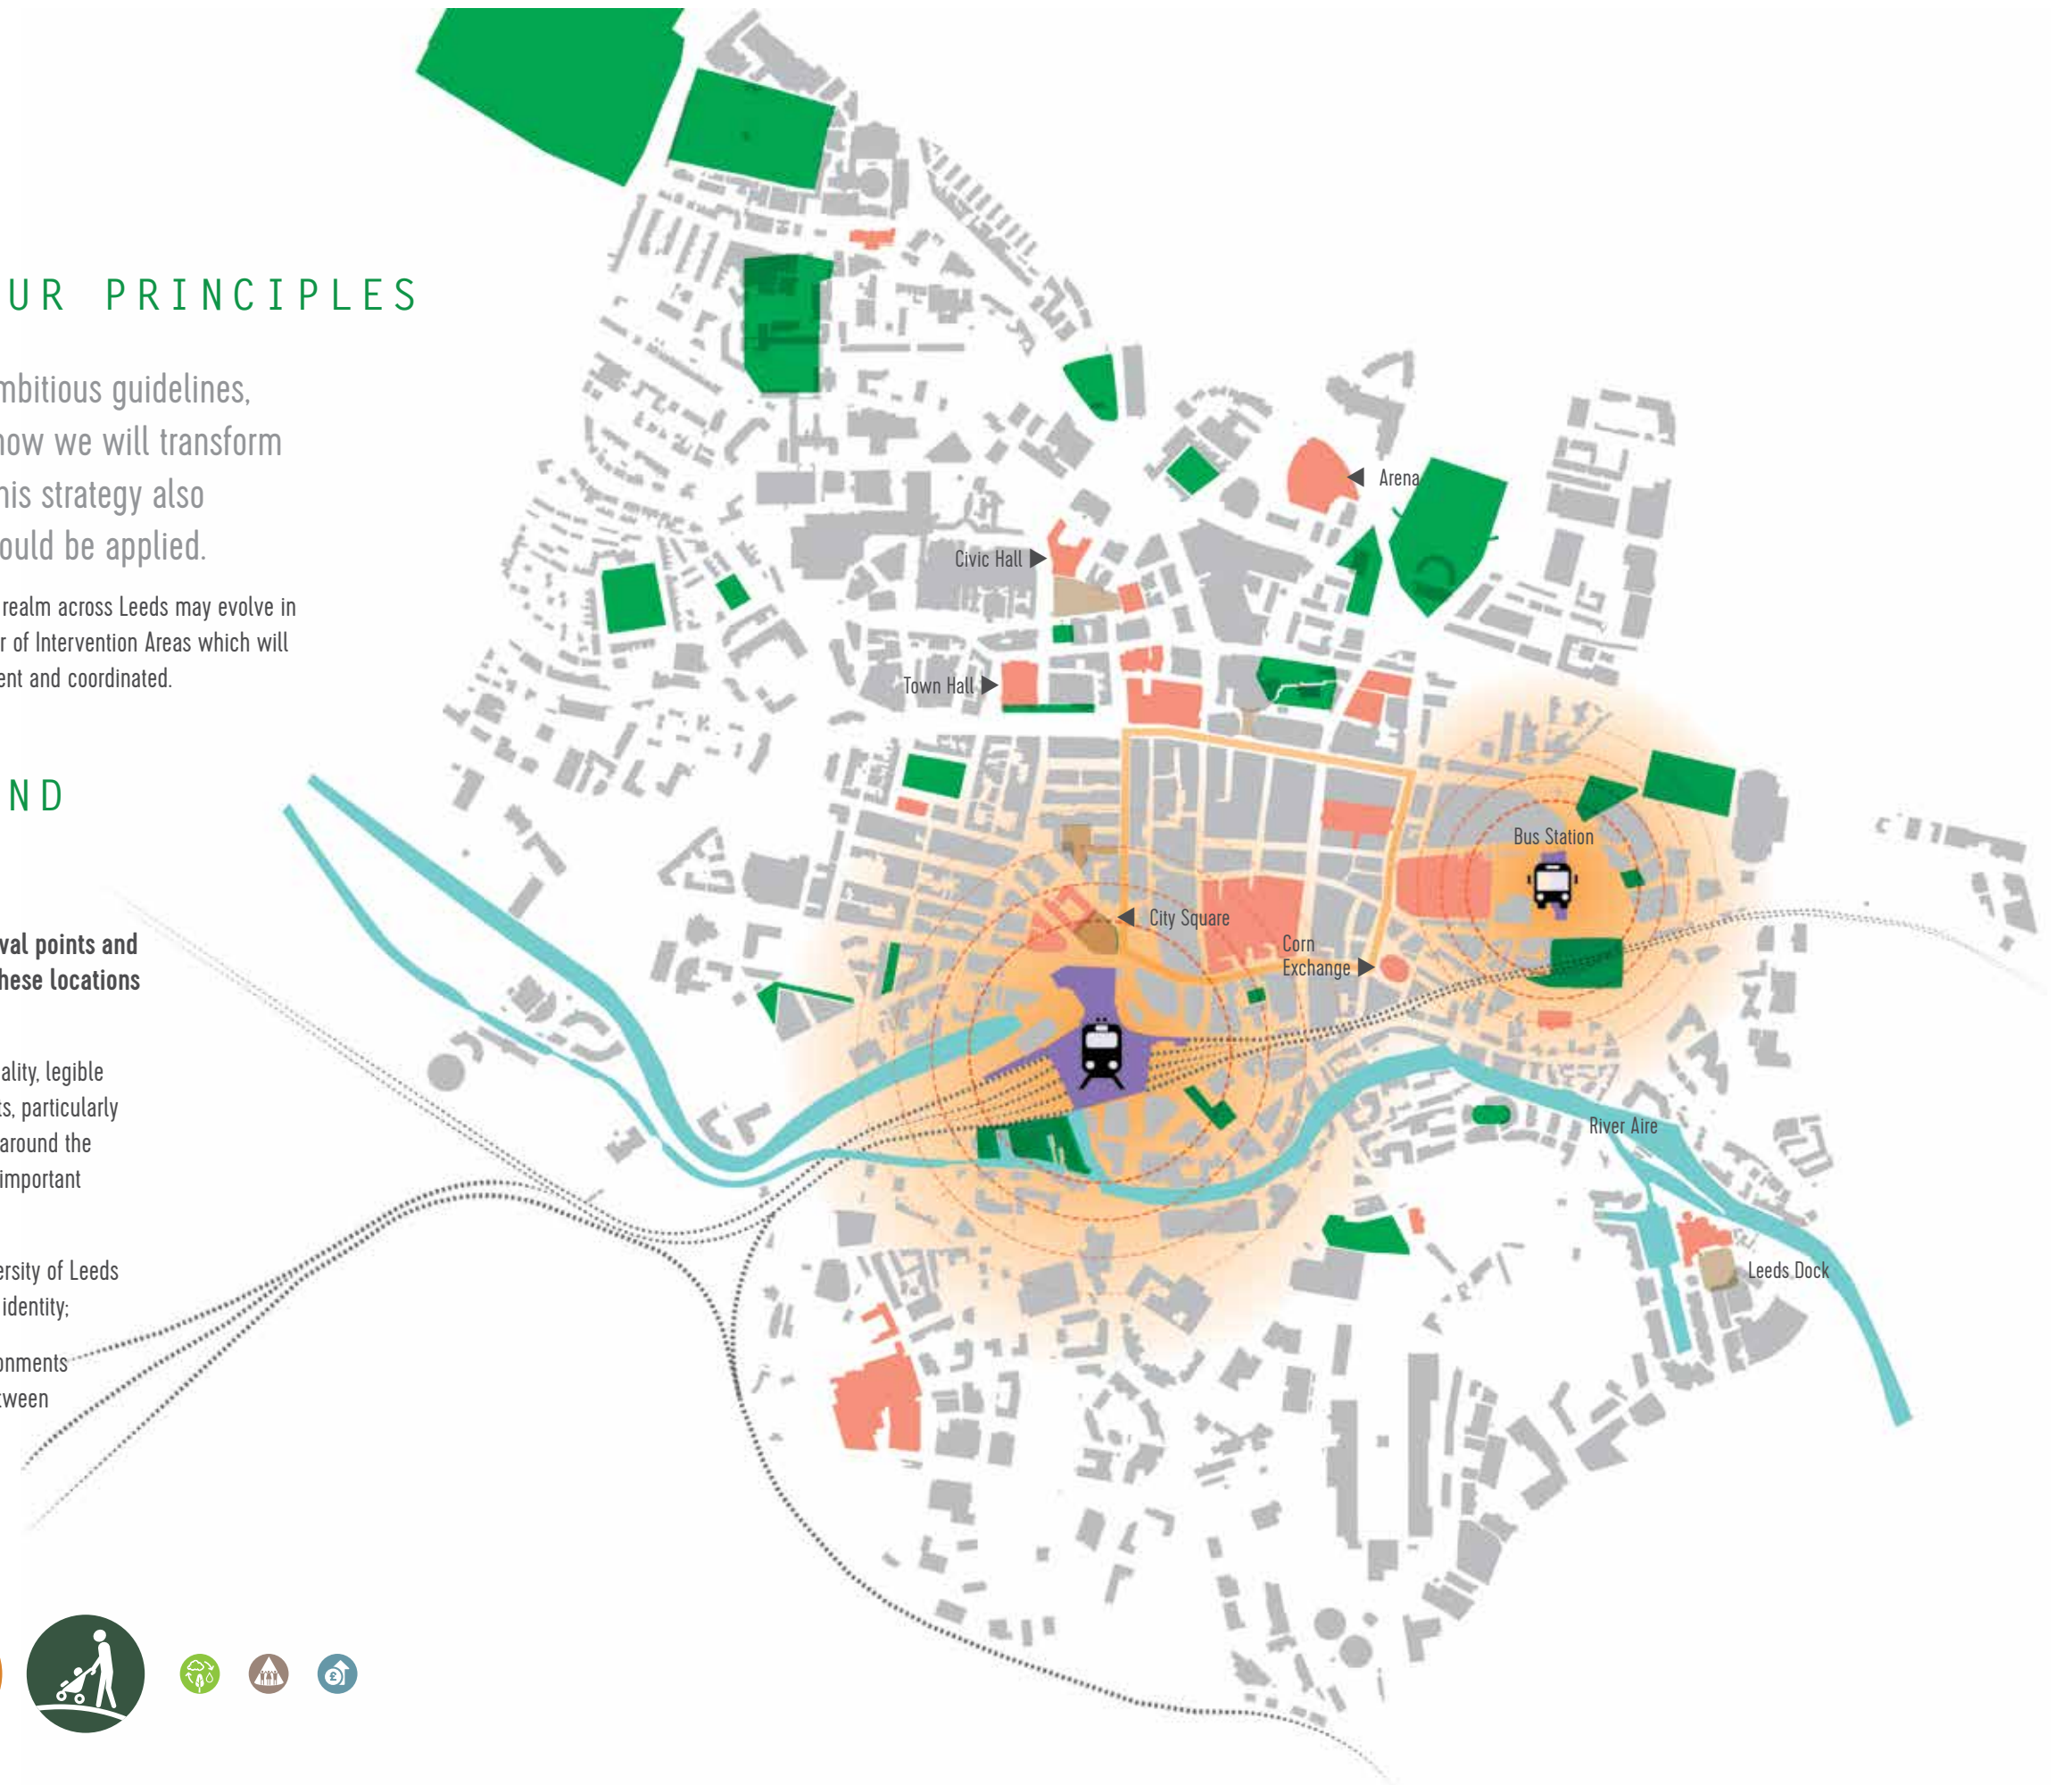 UR PRINCIPLES
mbitious guidelines,
how we will transform
his strategy also
ould be applied.
realm across Leeds may evolve in
r of Intervention Areas which will
ent and coordinated.
ND
val points and
hese locations
ality, legible
ts, particularly
around the
important
ersity of Leeds
identity;
onments
tween
Arena
Civic Hall
Town Hall
Bus Station
City Square
Corn
Exchange
River Aire
Leeds Dock
£